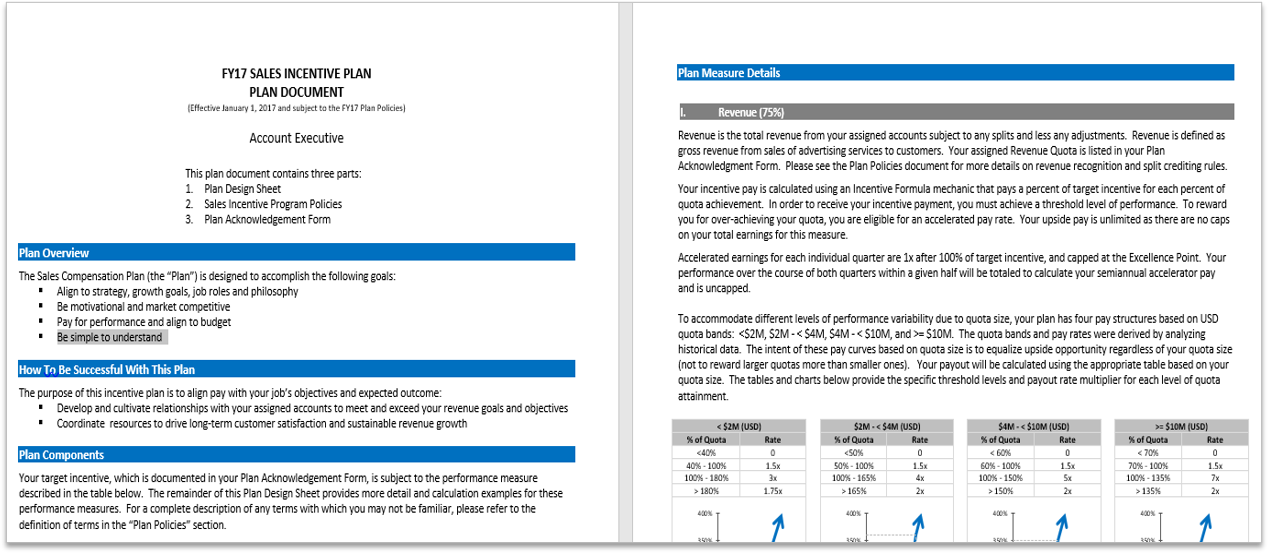 FY17 SALES INCENTIVE PLAN
PLAN DOCUMENT
(Effective January 1, 2017 and subject to the FY17 Plan Policies)
Account Executive
This plan document contains three parts:
1. Plan Design Sheet
2. Sales Incentive Program Policies
3. Plan Acknowledgement Form
Plan Overview
The Sales Compensation Plan (the “Plan”) is designed to accomplish the following goals:
▪ Align to strategy, growth goals, job roles and philosophy
▪ Be motivational and market competitive
▪ Pay for performance and align to budget
▪ Be simple to understand
How To Be Successful With This Plan
The purpose of this incentive plan is to align pay with your job’s objectives and expected outcome:
▪ Develop and cultivate relationships with your assigned accounts to meet and exceed your revenue goals and objectives
▪ Coordinate resources to drive long-term customer satisfaction and sustainable revenue growth
Plan Components
Your target incentive, which is documented in your Plan Acknowledgement Form, is subject to the performance measure
described in the table below. The remainder of this Plan Design Sheet provides more detail and calculation examples for these
performance measures. For a complete description of any terms with which you may not be familiar, please refer to the
definition of terms in the “Plan Policies” section.
Plan Measure Details
I. Revenue (75%)
Revenue is the total revenue from your assigned accounts subject to any splits and less any adjustments. Revenue is defined as
gross revenue from sales of advertising services to customers. Your assigned Revenue Quota is listed in your Plan
Acknowledgment Form. Please see the Plan Policies document for more details on revenue recognition and split crediting rules.
Your incentive pay is calculated using an Incentive Formula mechanic that pays a percent of target incentive for each percent of
quota achievement. In order to receive your incentive payment, you must achieve a threshold level of performance. To reward
you for over-achieving your quota, you are eligible for an accelerated pay rate. Your upside pay is unlimited as there are no caps
on your total earnings for this measure.
Accelerated earnings for each individual quarter are 1x after 100% of target incentive, and capped at the Excellence Point. Your
performance over the course of both quarters within a given half will be totaled to calculate your semiannual accelerator pay
and is uncapped.
To accommodate different levels of performance variability due to quota size, your plan has four pay structures based on USD
quota bands: <$2M, $2M - < $4M, $4M - < $10M, and >= $10M. The quota bands and pay rates were derived by analyzing
historical data. The intent of these pay curves based on quota size is to equalize upside opportunity regardless of your quota size
(not to reward larger quotas more than smaller ones). Your payout will be calculated using the appropriate table based on your
quota size. The tables and charts below provide the specific threshold levels and payout rate multiplier for each level of quota
attainment.
< $2M (USD) $2M - < $4M (USD) $4M - < $10M (USD) >= $10M (USD)
% of Quota Rate % of Quota Rate % of Quota Rate % of Quota Rate
<40% 0 <50% 0 < 60% 0 < 70% 0
40% - 100% 1.5x 50% - 100% 1.5x 60% - 100% 1.5x 70% - 100% 1.5x
100% - 180% 3x 100% - 165% 4x 100% - 150% 5x 100% - 135% 7x
> 180% 1.75x > 165% 2x > 150% 2x > 135% 2x
400% 400% 400% 400%
350% 350% 350% 350%